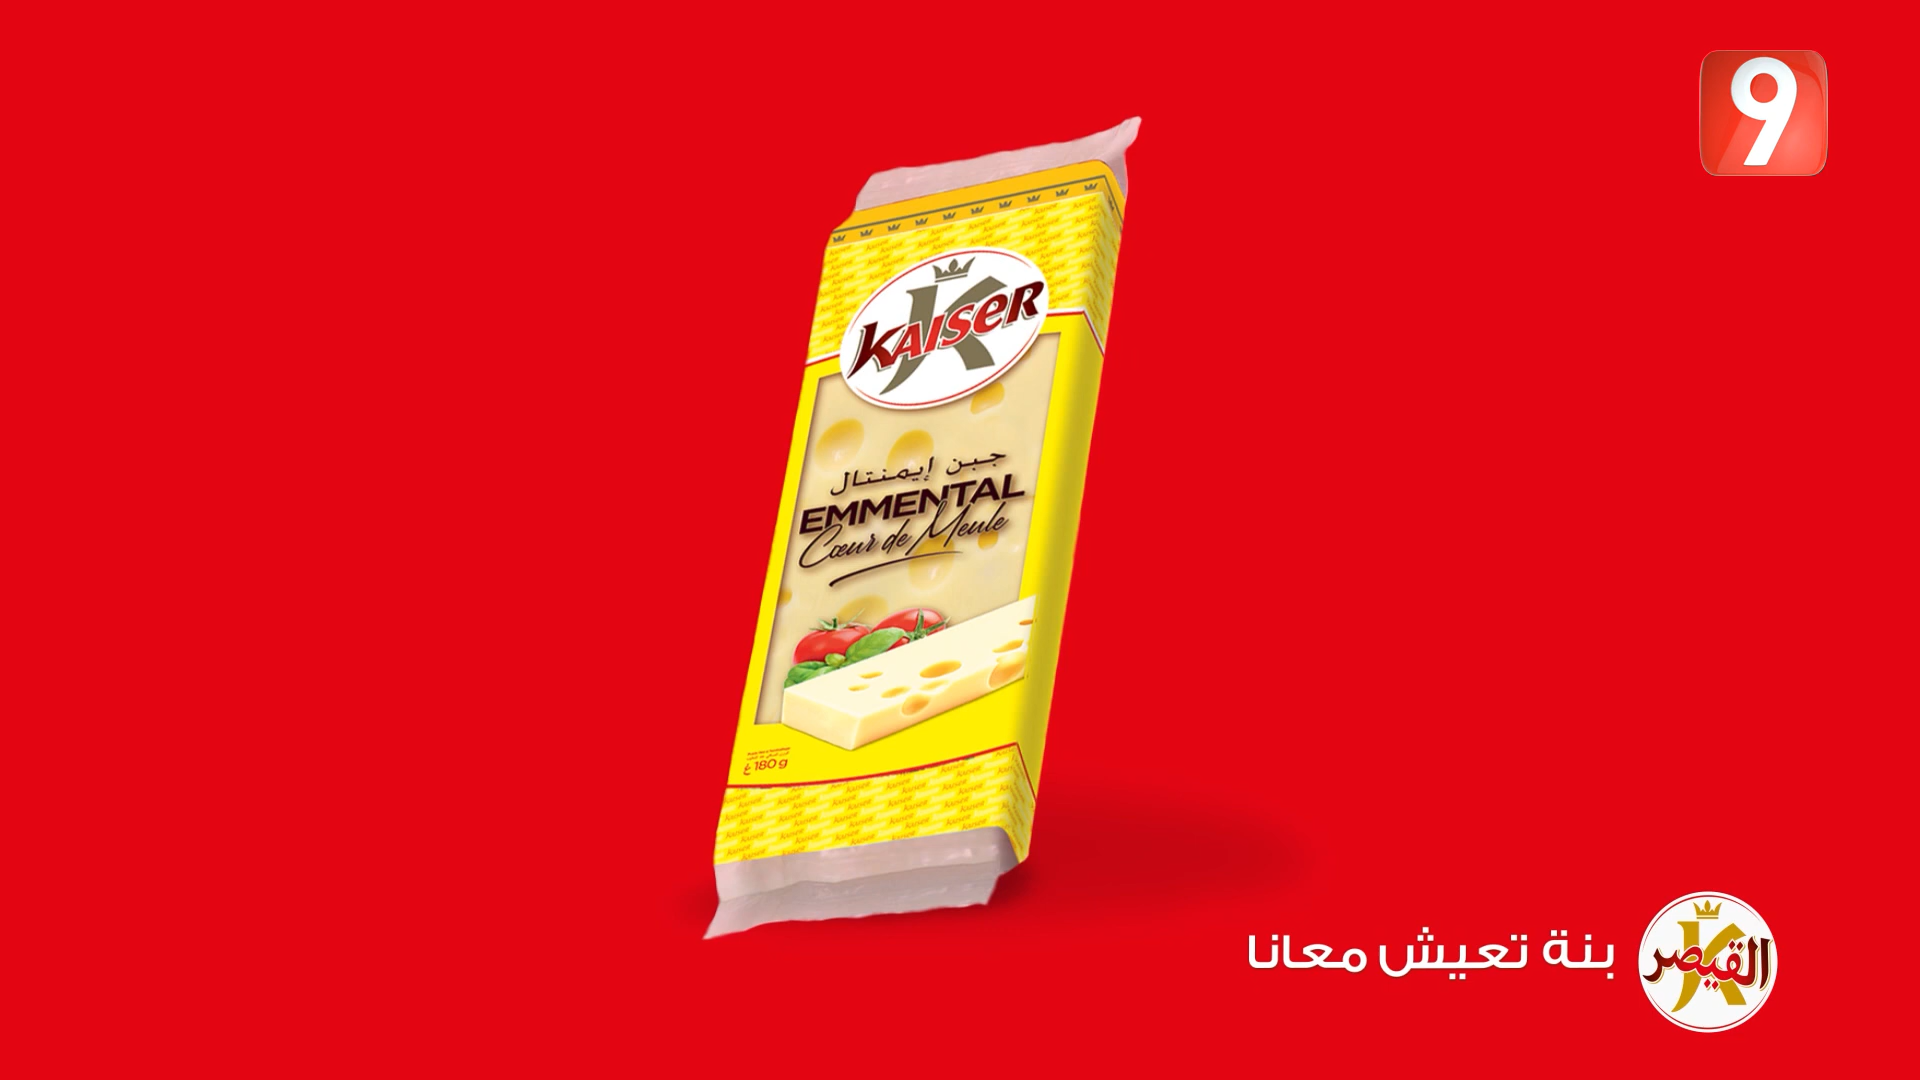 9
KAISER
جبن إيمنتال
EMMENTAL
Cœur de Meule
180 g غ
بنة تعيش معانا
القيصر